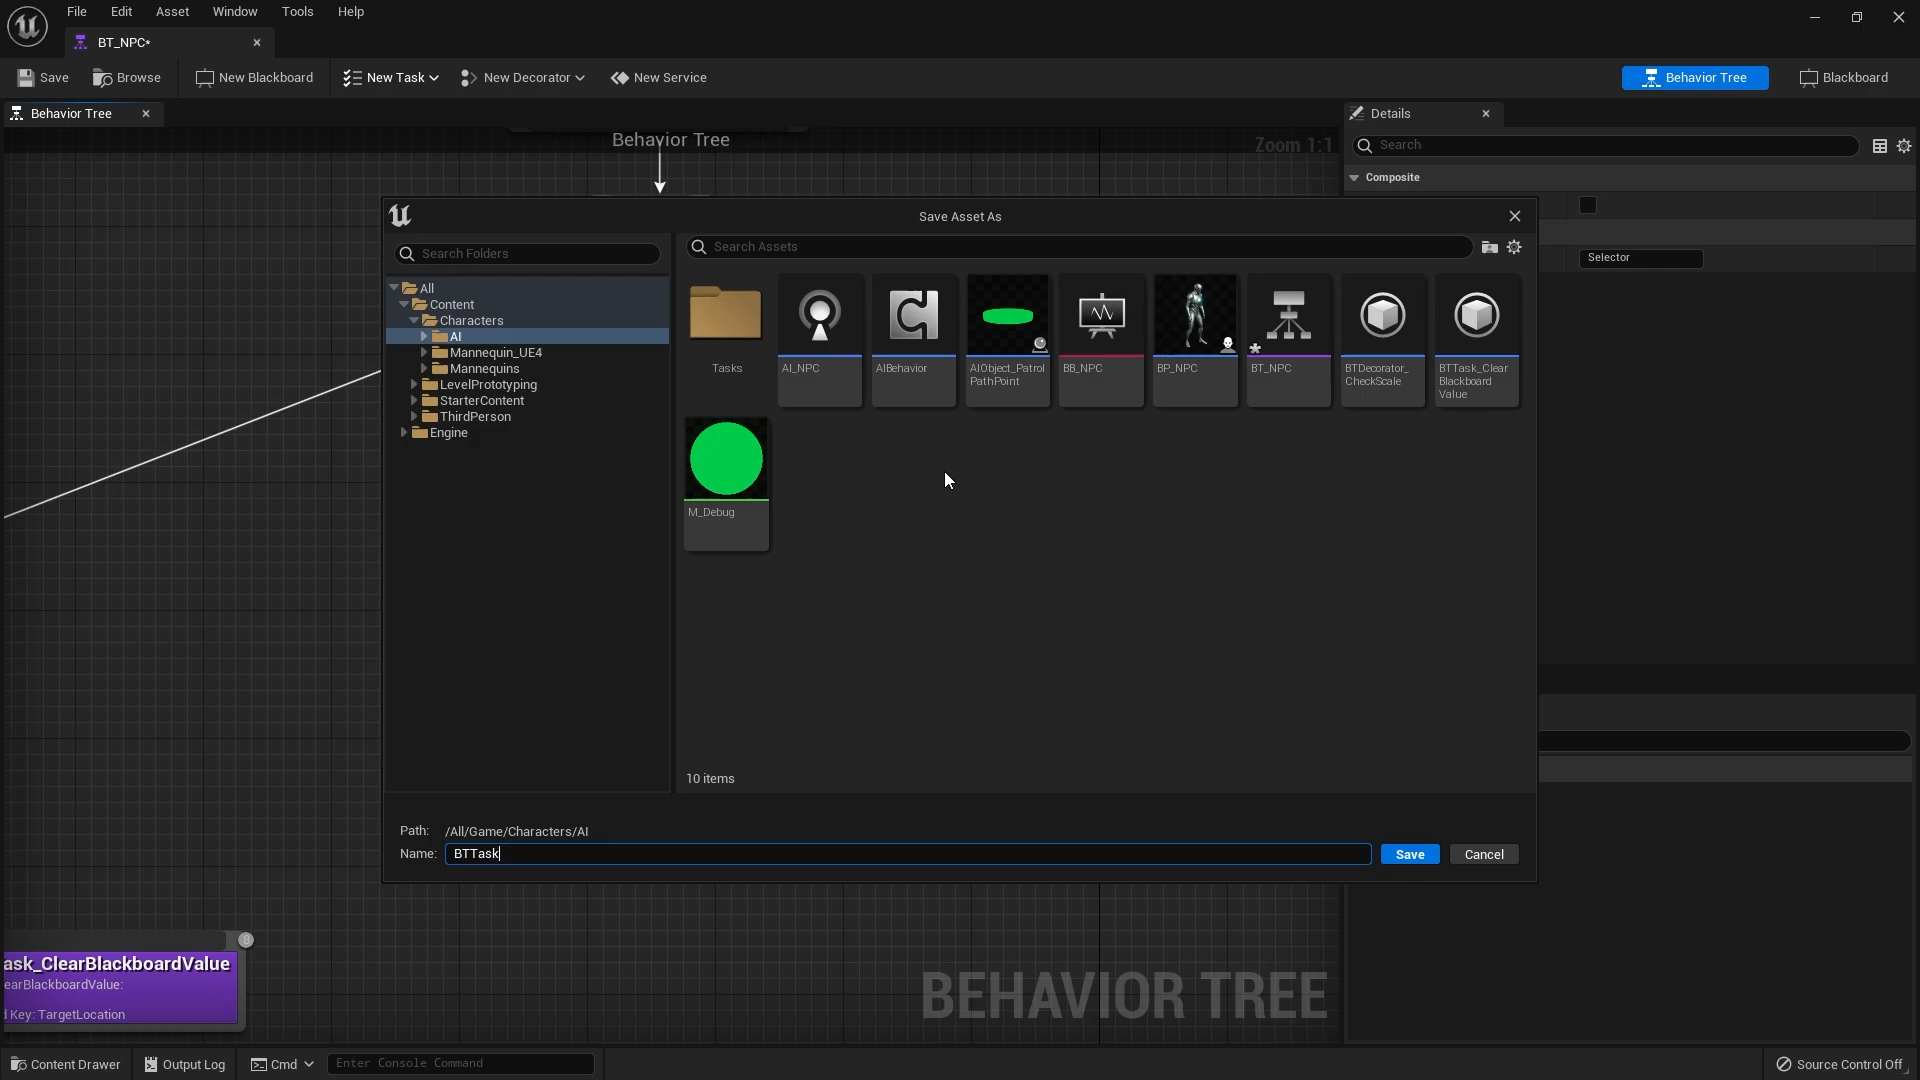 File Edit Asset Window Tools Help
BT_NPC*
Save Browse New Blackboard New Task New Decorator New Service Behavior Tree Blackboard
Behavior Tree
Details
Behavior Tree
Zoom 1:1
Search
Composite
Selector
Save Asset As
Search Folders
Search Assets
All
Content
Characters
AI
Mannequin_UE4
Mannequins
LevelPrototyping
StarterContent
ThirdPerson
Engine
Tasks
AI_NPC
AIBehavior
AIObject_Patrol
PathPoint
BB_NPC
BP_NPC
BT_NPC
BTDecorator_
CheckScale
BTTask_Clear
Blackboard
Value
M_Debug
10 items
Path: /All/Game/Characters/AI
Name: BTTask
Save Cancel
8
ask_ClearBlackboardValue
earBlackboardValue:
d Key: TargetLocation
BEHAVIOR TREE
Content Drawer Output Log Cmd Enter Console Command Source Control Off